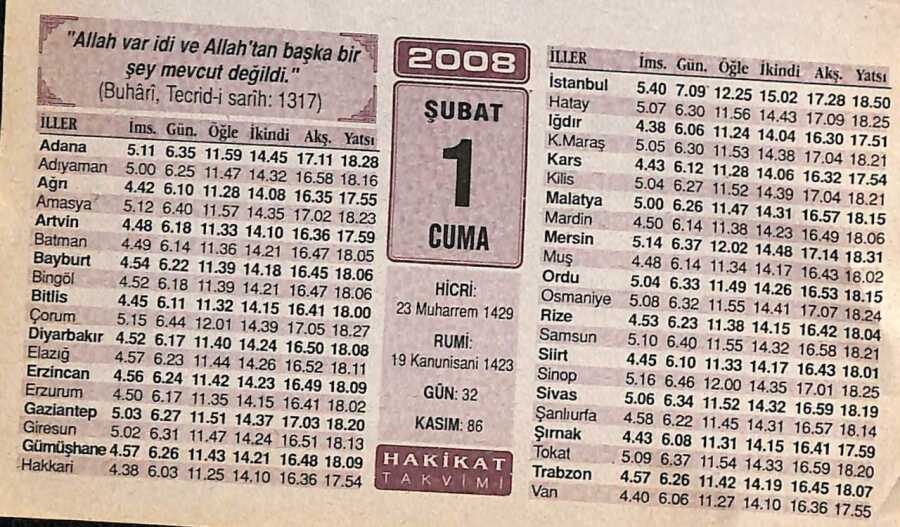 "Allah var idi ve Allah'tan başka bir
şey mevcut değildi."
(Buhârî, Tecrid-i sarîh: 1317)
İLLER İms. Gün. Öğle İkindi Akş. Yatsı
Adana 5.11 6.35 11.59 14.45 17.11 18.28
Adıyaman 5.00 6.25 11.47 14.32 16.58 18.16
Ağrı 4.42 6.10 11.28 14.08 16.35 17.55
Amasya 5.12 6.40 11.57 14.35 17.02 18.23
Artvin 4.48 6.18 11.33 14.10 16.36 17.59
Batman 4.49 6.14 11.36 14.21 16.47 18.05
Bayburt 4.54 6.22 11.39 14.18 16.45 18.06
Bingöl 4.52 6.18 11.39 14.21 16.47 18.06
Bitlis 4.45 6.11 11.32 14.15 16.41 18.00
Çorum 5.15 6.44 12.01 14.39 17.05 18.27
Diyarbakır 4.52 6.17 11.40 14.24 16.50 18.08
Elazığ 4.57 6.23 11.44 14.26 16.52 18.11
Erzincan 4.56 6.24 11.42 14.23 16.49 18.09
Erzurum 4.50 6.17 11.35 14.15 16.41 18.02
Gaziantep 5.03 6.27 11.51 14.37 17.03 18.20
Giresun 5.02 6.31 11.47 14.24 16.51 18.13
Gümüşhane 4.57 6.26 11.43 14.21 16.48 18.09
Hakkari 4.38 6.03 11.25 14.10 16.36 17.54
2008
ŞUBAT
1
CUMA
HİCRİ:
23 Muharrem 1429
RUMİ:
19 Kanunisani 1423
GÜN: 32
KASIM: 86
HAKİKAT
TAKVİMİ
İLLER İms. Gün. Öğle İkindi Akş. Yatsı
İstanbul 5.40 7.09 12.25 15.02 17.28 18.50
Hatay 5.07 6.30 11.56 14.43 17.09 18.25
Iğdır 4.38 6.06 11.24 14.04 16.30 17.51
K.Maraş 5.05 6.30 11.53 14.38 17.04 18.21
Kars 4.43 6.12 11.28 14.06 16.32 17.54
Kilis 5.04 6.27 11.52 14.39 17.04 18.21
Malatya 5.00 6.26 11.47 14.31 16.57 18.15
Mardin 4.50 6.14 11.38 14.23 16.49 18.06
Mersin 5.14 6.37 12.02 14.48 17.14 18.31
Muş 4.48 6.14 11.34 14.17 16.43 18.02
Ordu 5.04 6.33 11.49 14.26 16.53 18.15
Osmaniye 5.08 6.32 11.55 14.41 17.07 18.24
Rize 4.53 6.23 11.38 14.15 16.42 18.04
Samsun 5.10 6.40 11.55 14.32 16.58 18.21
Siirt 4.45 6.10 11.33 14.17 16.43 18.01
Sinop 5.16 6.46 12.00 14.35 17.01 18.25
Sivas 5.06 6.34 11.52 14.32 16.59 18.19
Şanlıurfa 4.58 6.22 11.45 14.31 16.57 18.14
Şırnak 4.43 6.08 11.31 14.15 16.41 17.59
Tokat 5.09 6.37 11.54 14.33 16.59 18.20
Trabzon 4.57 6.26 11.42 14.19 16.45 18.07
Van 4.40 6.06 11.27 14.10 16.36 17.55